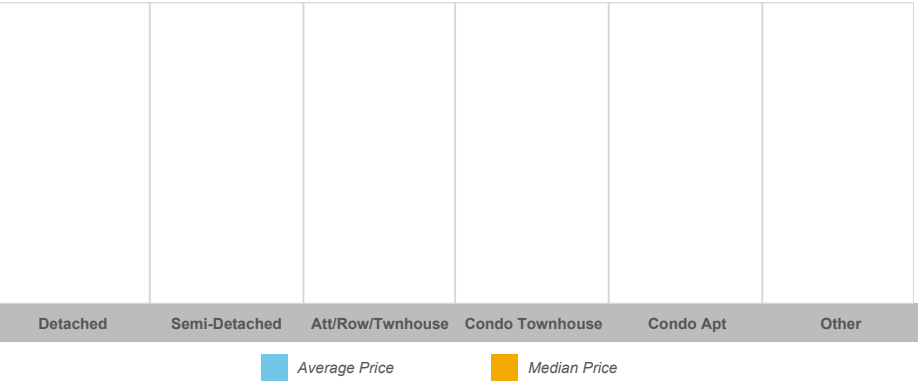 Detached Semi-Detached Att/Row/Twnhouse Condo Townhouse Condo Apt Other
Average Price Median Price